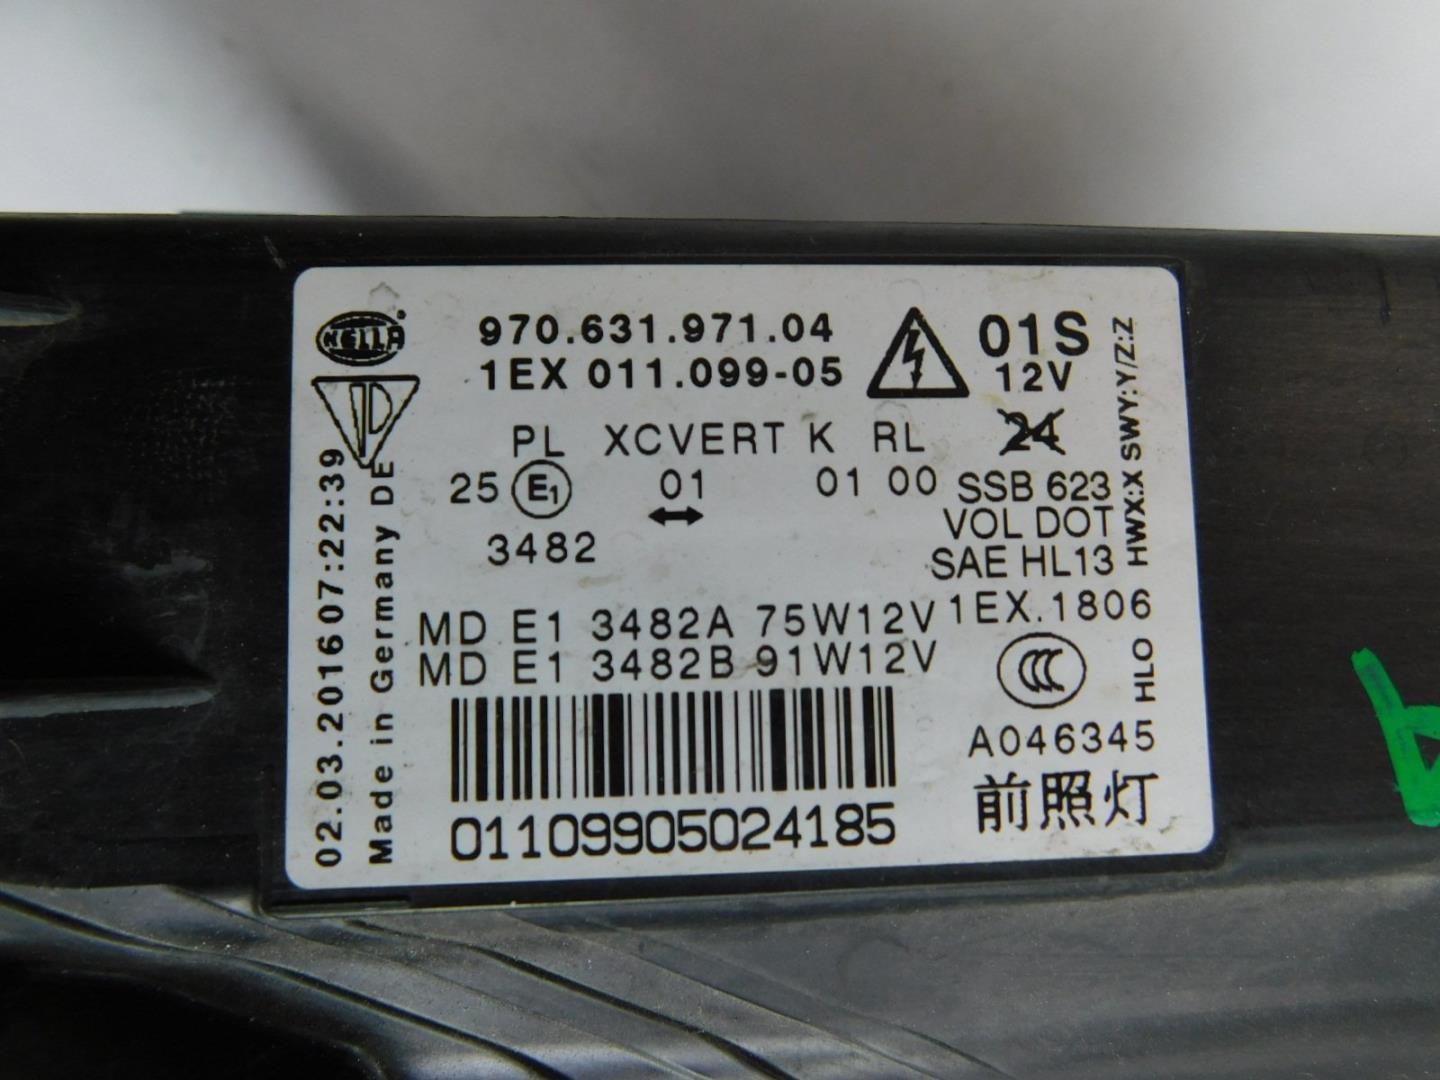 HELLA
970.631.971.04
1EX 011.099-05
01S
12V
24
PL XCVERT K RL
25 E1 01 01 00
3482
SSB 623
VOL DOT
SAE HL13
MD E1 3482A 75W12V
MD E1 3482B 91W12V
1EX.1806
CCC
A046345
前照灯
01109905024185
02.03.2016 07:22:39
Made in Germany DE
HWX:X SWY:Y/Z:Z
HLO